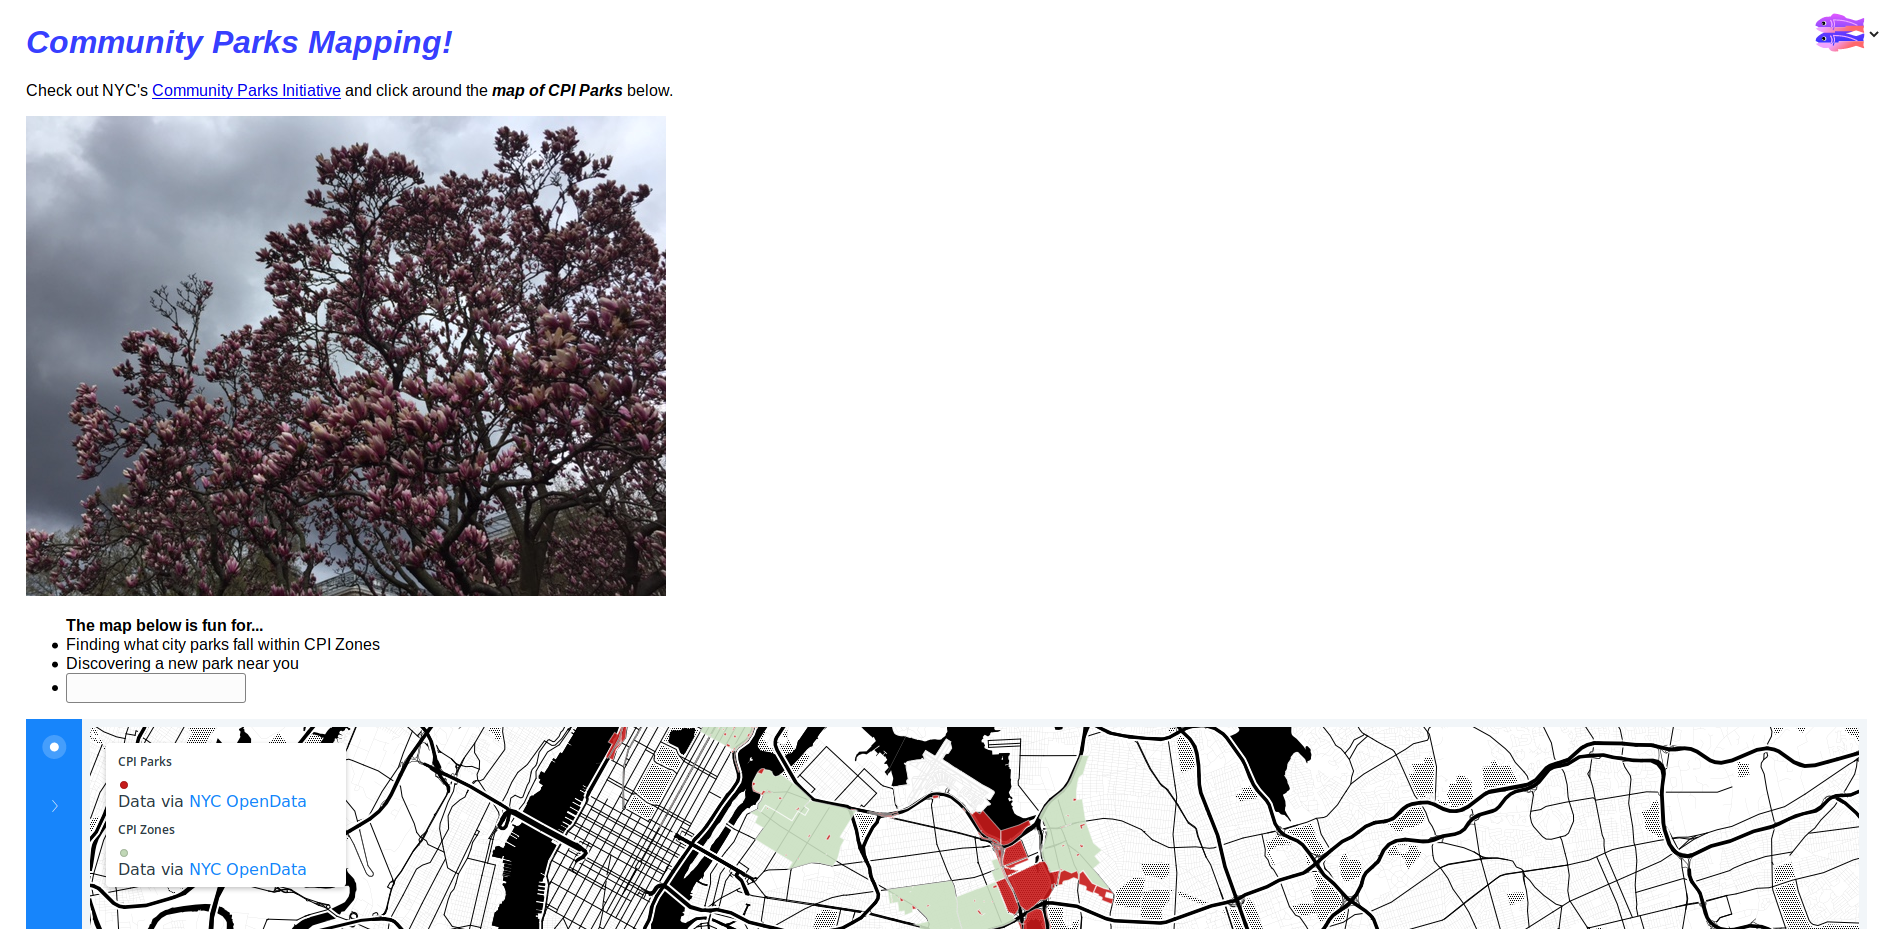 Community Parks Mapping!
Check out NYC's Community Parks Initiative and click around the map of CPI Parks below.
The map below is fun for...
Finding what city parks fall within CPI Zones
Discovering a new park near you
CPI Parks
Data via NYC OpenData
CPI Zones
Data via NYC OpenData